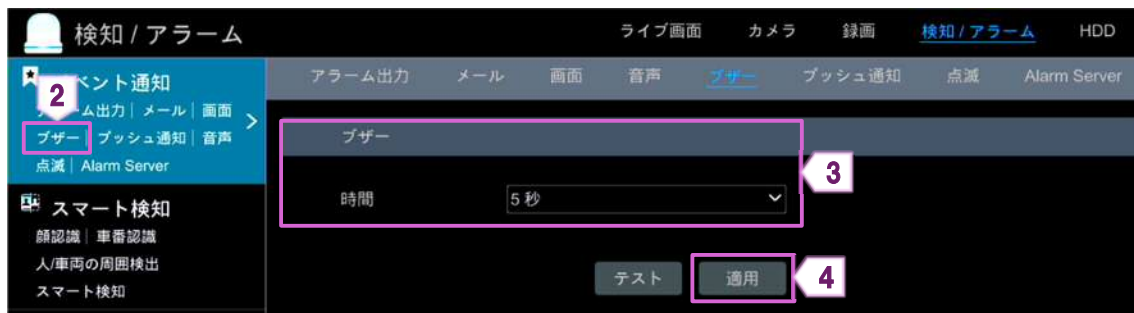 検知 / アラーム
ライブ画面 カメラ 録画 検知 / アラーム HDD
アラーム出力 メール 画面 音声 ブザー プッシュ通知 点滅 Alarm Server
ベント通知
2
ーム出力 | メール | 画面
ブザー | プッシュ通知 | 音声 >
点滅 | Alarm Server
スマート検知
顔認識 | 車番認識
人/車両の周囲検出
スマート検知
ブザー
3
時間 5 秒
テスト 適用
4